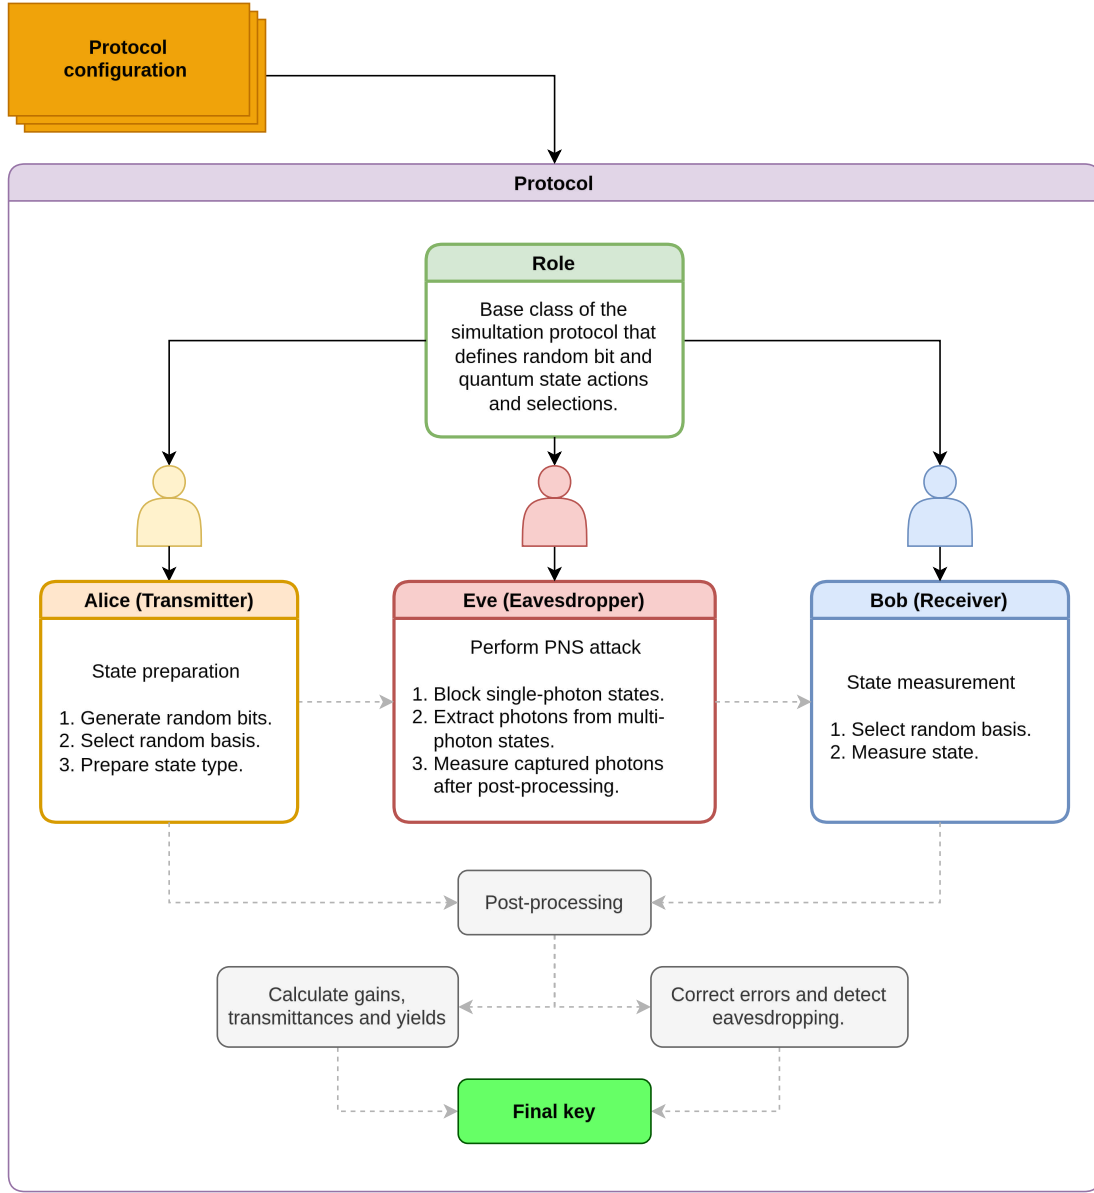 Protocol
configuration
Protocol
Role
Base class of the
simultation protocol that
defines random bit and
quantum state actions
and selections.
Alice (Transmitter)
State preparation
1. Generate random bits.
2. Select random basis.
3. Prepare state type.
Eve (Eavesdropper)
Perform PNS attack
1. Block single-photon states.
2. Extract photons from multi-
photon states.
3. Measure captured photons
after post-processing.
Bob (Receiver)
State measurement
1. Select random basis.
2. Measure state.
Post-processing
Calculate gains,
transmittances and yields
Correct errors and detect
eavesdropping.
Final key